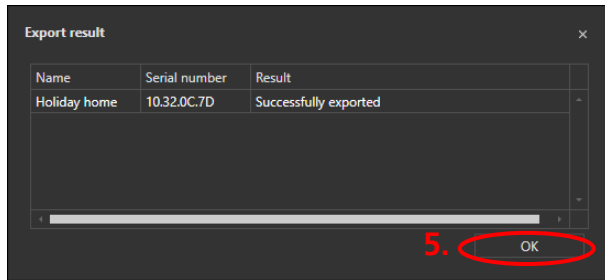 Export result
Name Serial number Result
Holiday home 10.32.0C.7D Successfully exported
5. OK